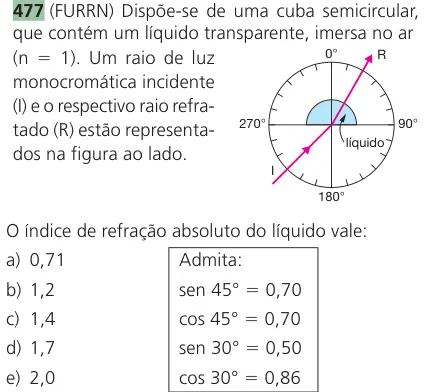 477 (FURRN) Dispõe-se de uma cuba semicircular,
que contém um líquido transparente, imersa no ar
(n = 1). Um raio de luz
monocromática incidente
(I) e o respectivo raio refra-
tado (R) estão representa-
dos na figura ao lado.
0°
R
270°
90°
líquido
I
180°
O índice de refração absoluto do líquido vale:
a) 0,71
b) 1,2
c) 1,4
d) 1,7
e) 2,0
Admita:
sen 45° = 0,70
cos 45° = 0,70
sen 30° = 0,50
cos 30° = 0,86